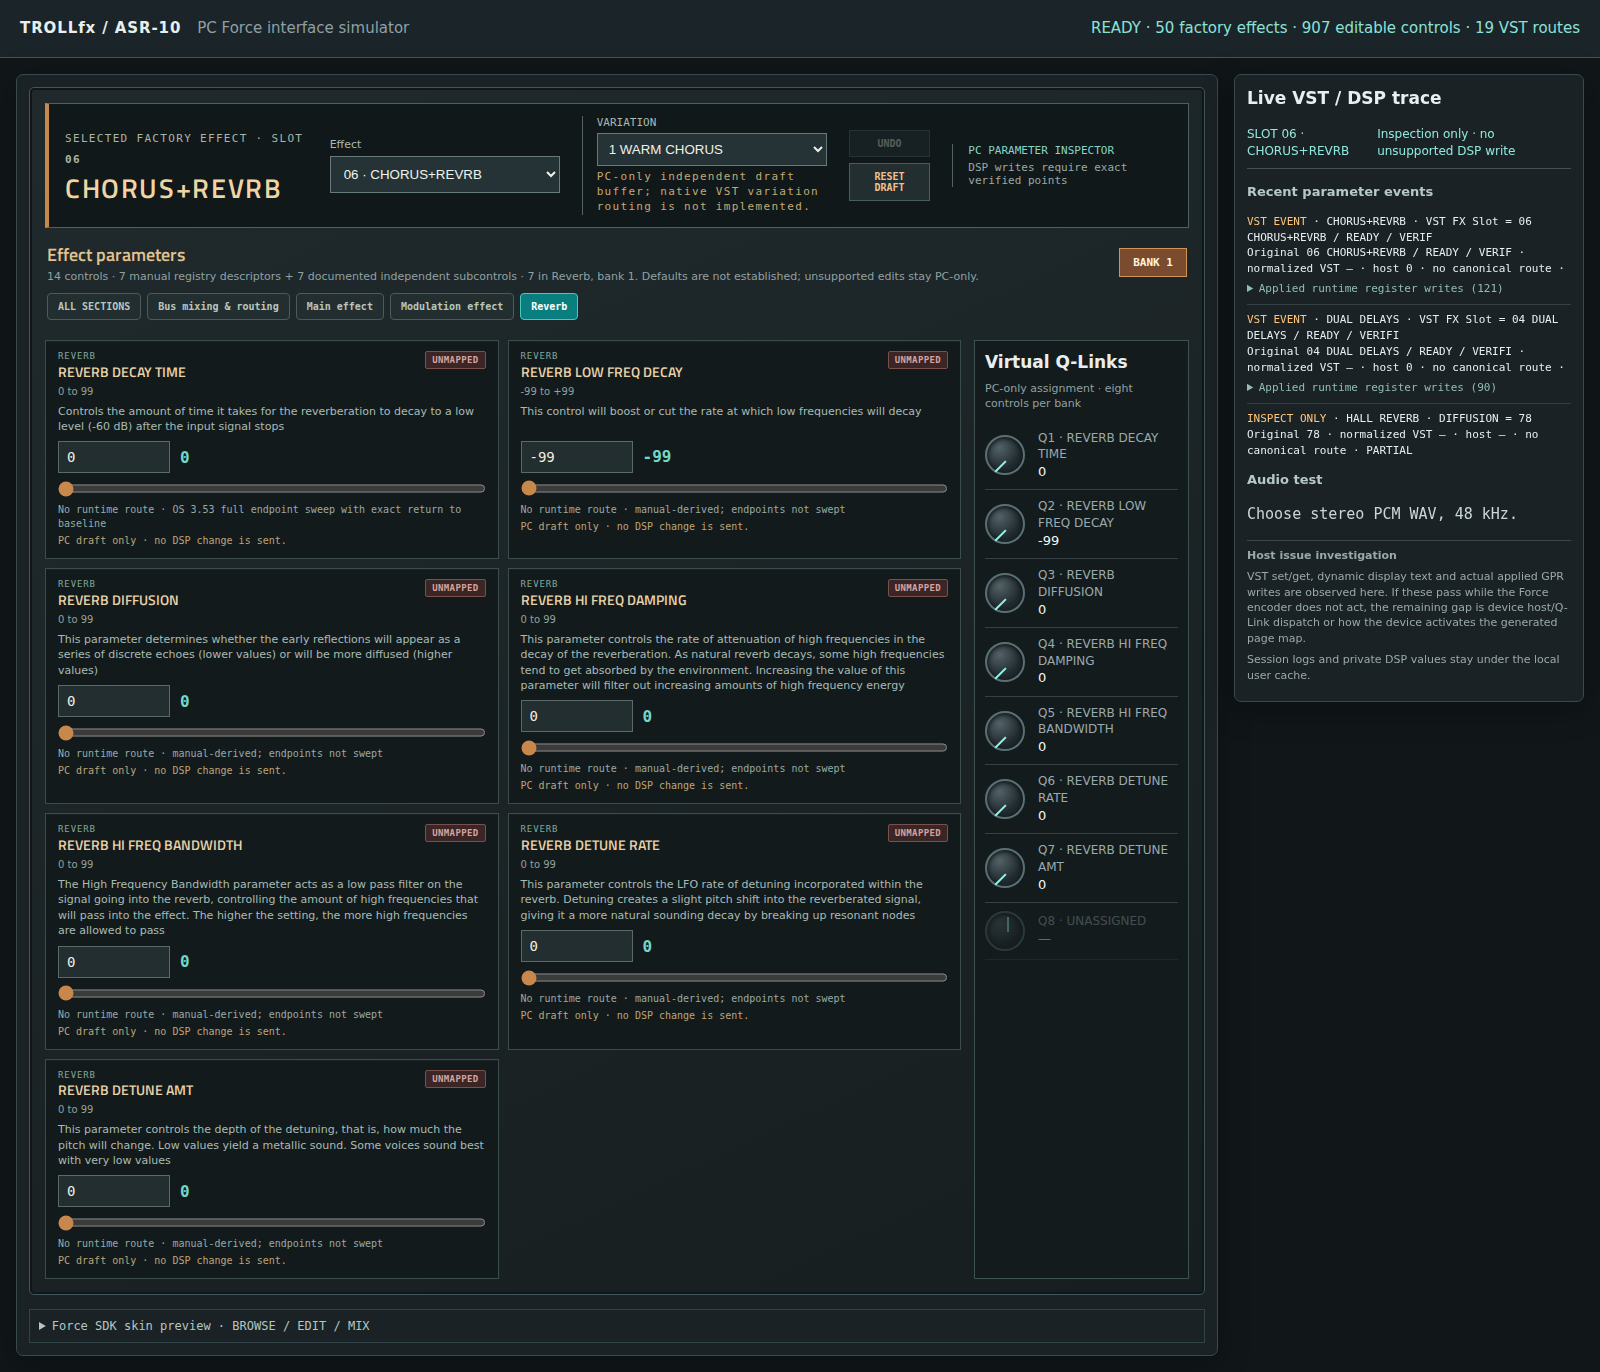 TROLLfx / ASR-10 PC Force interface simulator
READY · 50 factory effects · 907 editable controls · 19 VST routes
SELECTED FACTORY EFFECT · SLOT
06
CHORUS+REVRB
Effect
06 · CHORUS+REVRB
VARIATION
1 WARM CHORUS
PC-only independent draft
buffer; native VST variation
routing is not implemented.
UNDO
RESET
DRAFT
PC PARAMETER INSPECTOR
DSP writes require exact
verified points
Effect parameters
14 controls · 7 manual registry descriptors + 7 documented independent subcontrols · 7 in Reverb, bank 1. Defaults are not established; unsupported edits stay PC-only.
BANK 1
ALL SECTIONS
Bus mixing & routing
Main effect
Modulation effect
Reverb
REVERB
UNMAPPED
REVERB DECAY TIME
0 to 99
Controls the amount of time it takes for the reverberation to decay to a low
level (-60 dB) after the input signal stops
0 0
No runtime route · OS 3.53 full endpoint sweep with exact return to
baseline
PC draft only · no DSP change is sent.
REVERB
UNMAPPED
REVERB LOW FREQ DECAY
-99 to +99
This control will boost or cut the rate at which low frequencies will decay
-99 -99
No runtime route · manual-derived; endpoints not swept
PC draft only · no DSP change is sent.
REVERB
UNMAPPED
REVERB DIFFUSION
0 to 99
This parameter determines whether the early reflections will appear as a
series of discrete echoes (lower values) or will be more diffused (higher
values)
0 0
No runtime route · manual-derived; endpoints not swept
PC draft only · no DSP change is sent.
REVERB
UNMAPPED
REVERB HI FREQ DAMPING
0 to 99
This parameter controls the rate of attenuation of high frequencies in the
decay of the reverberation. As natural reverb decays, some high frequencies
tend to get absorbed by the environment. Increasing the value of this
parameter will filter out increasing amounts of high frequency energy
0 0
No runtime route · manual-derived; endpoints not swept
PC draft only · no DSP change is sent.
REVERB
UNMAPPED
REVERB HI FREQ BANDWIDTH
0 to 99
The High Frequency Bandwidth parameter acts as a low pass filter on the
signal going into the reverb, controlling the amount of high frequencies that
will pass into the effect. The higher the setting, the more high frequencies
are allowed to pass
0 0
No runtime route · manual-derived; endpoints not swept
PC draft only · no DSP change is sent.
REVERB
UNMAPPED
REVERB DETUNE RATE
0 to 99
This parameter controls the LFO rate of detuning incorporated within the
reverb. Detuning creates a slight pitch shift into the reverberated signal,
giving it a more natural sounding decay by breaking up resonant nodes
0 0
No runtime route · manual-derived; endpoints not swept
PC draft only · no DSP change is sent.
REVERB
UNMAPPED
REVERB DETUNE AMT
0 to 99
This parameter controls the depth of the detuning, that is, how much the
pitch will change. Low values yield a metallic sound. Some voices sound best
with very low values
0 0
No runtime route · manual-derived; endpoints not swept
PC draft only · no DSP change is sent.
Virtual Q-Links
PC-only assignment · eight
controls per bank
Q1 · REVERB DECAY
TIME
0
Q2 · REVERB LOW
FREQ DECAY
-99
Q3 · REVERB
DIFFUSION
0
Q4 · REVERB HI FREQ
DAMPING
0
Q5 · REVERB HI FREQ
BANDWIDTH
0
Q6 · REVERB DETUNE
RATE
0
Q7 · REVERB DETUNE
AMT
0
Q8 · UNASSIGNED
—
Force SDK skin preview · BROWSE / EDIT / MIX
Live VST / DSP trace
SLOT 06 ·
CHORUS+REVRB
Inspection only · no
unsupported DSP write
Recent parameter events
VST EVENT · CHORUS+REVRB · VST FX Slot = 06
CHORUS+REVRB / READY / VERIF
Original 06 CHORUS+REVRB / READY / VERIF ·
normalized VST — · host 0 · no canonical route ·
Applied runtime register writes (121)
VST EVENT · DUAL DELAYS · VST FX Slot = 04 DUAL
DELAYS / READY / VERIFI
Original 04 DUAL DELAYS / READY / VERIFI ·
normalized VST — · host 0 · no canonical route ·
Applied runtime register writes (90)
INSPECT ONLY · HALL REVERB · DIFFUSION = 78
Original 78 · normalized VST — · host — · no
canonical route · PARTIAL
Audio test
Choose stereo PCM WAV, 48 kHz.
Host issue investigation
VST set/get, dynamic display text and actual applied GPR
writes are observed here. If these pass while the Force
encoder does not act, the remaining gap is device host/Q-
Link dispatch or how the device activates the generated
page map.
Session logs and private DSP values stay under the local
user cache.